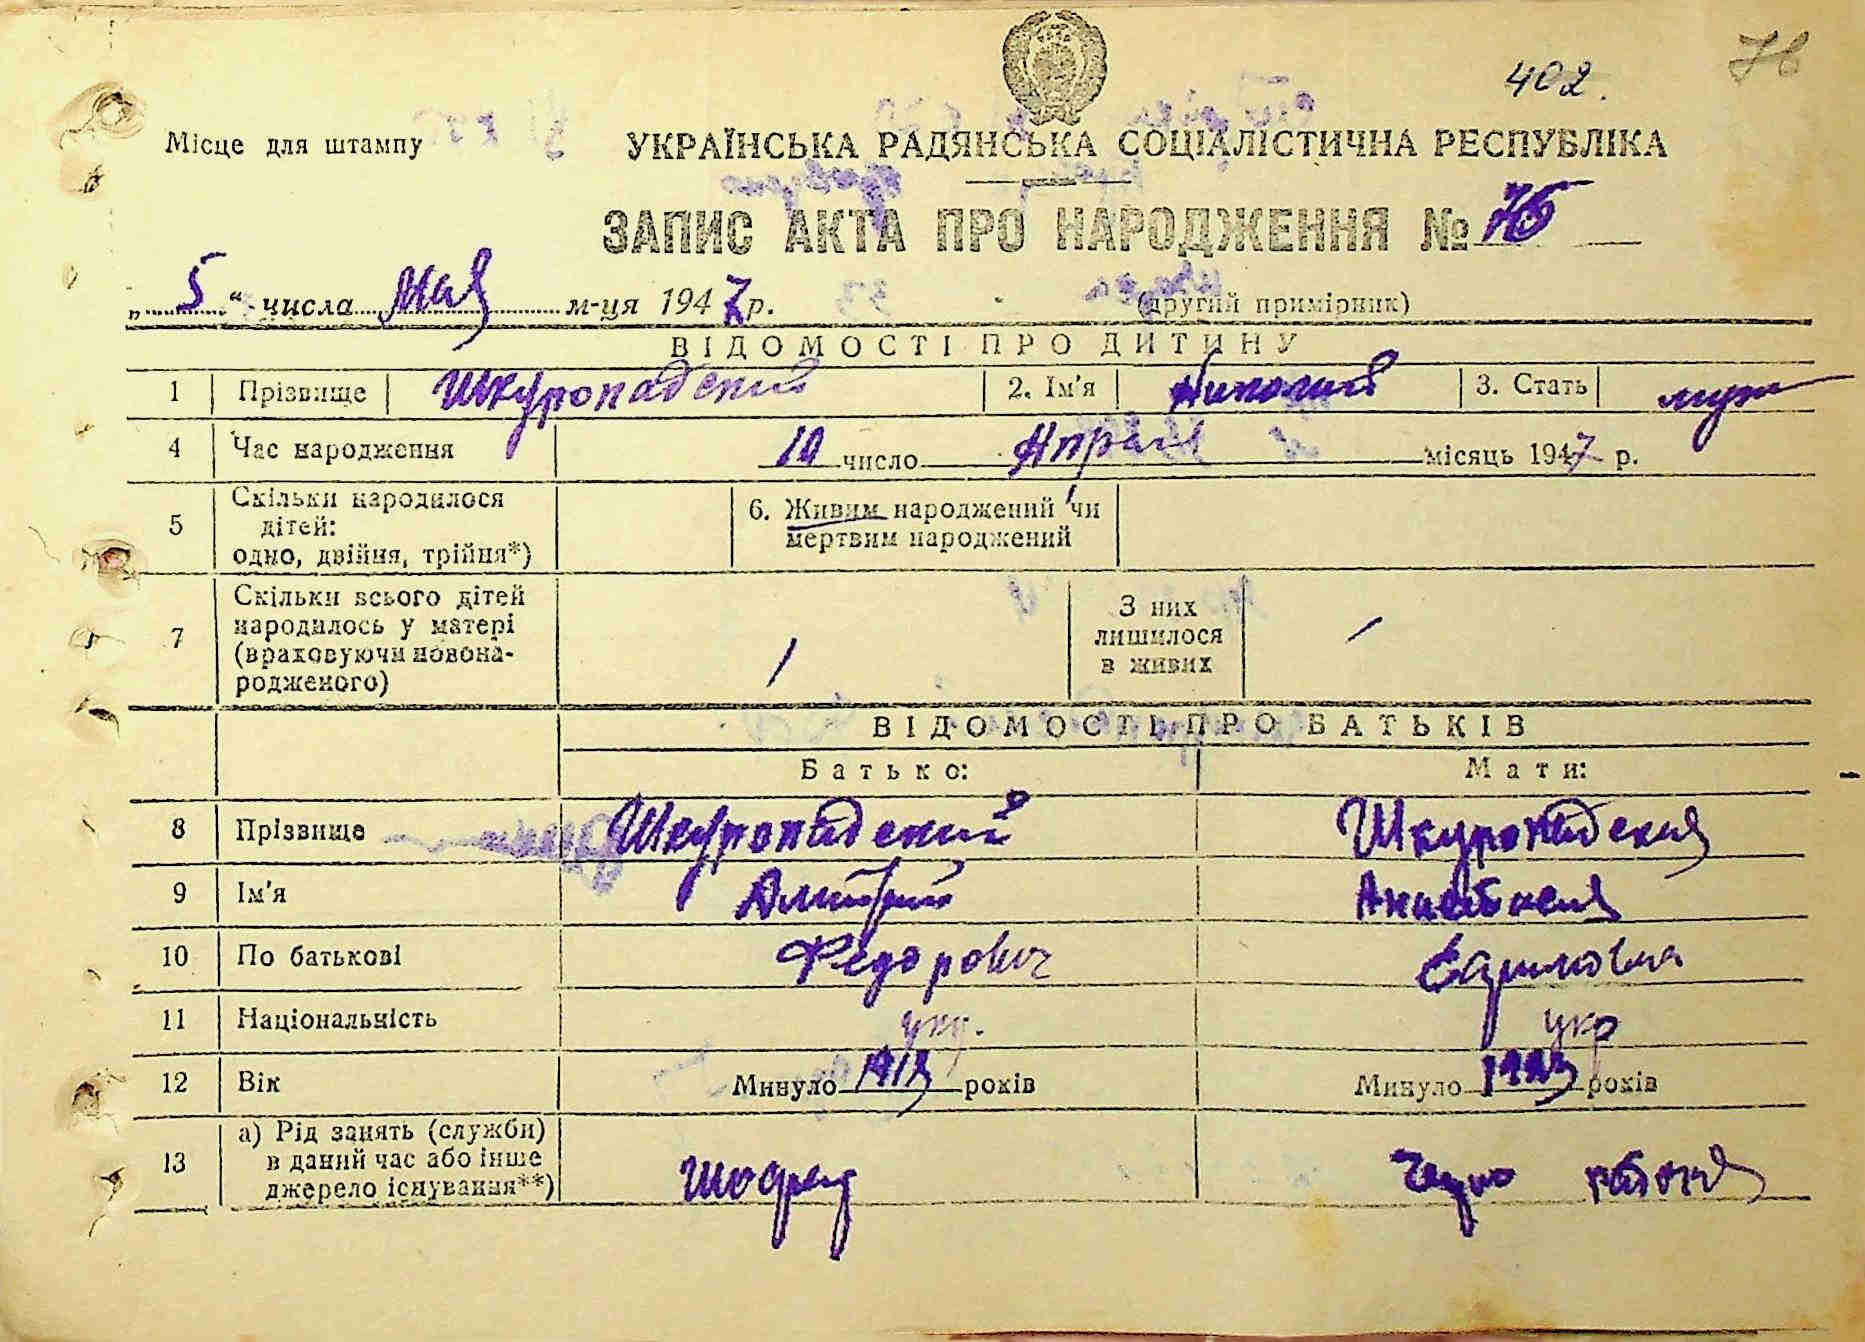 402.
76
Місце для штампу
УКРАЇНСЬКА РАДЯНСЬКА СОЦІАЛІСТИЧНА РЕСПУБЛІКА
ЗАПИС АКТА ПРО НАРОДЖЕННЯ № 76
„5“ числа Мая м-ця 1947 р.
(другий примірник)
ВІДОМОСТІ ПРО ДИТИНУ
1 Прізвище Шкуропадский 2. Ім'я Николай 3. Стать муж
4 Час народження 10 число Апреля місяць 1947 р.
5 Скільки народилося дітей: одно, двійня, трійня*) 6. Живим народжений чи мертвим народжений
7 Скільки всього дітей народилось у матері (враховуючи новонародженого) / З них лишилося в живих /
ВІДОМОСТІ ПРО БАТЬКІВ
Батько: Мати:
8 Прізвище Шкуропадский Шкуропадская
9 Ім'я Дмитрий Анастасия
10 По батькові Федорович
11 Національність укр. укр
12 Вік Минуло років Минуло 1923 років
13 а) Рід занять (служби) в даний час або інше джерело існування**) Шофер